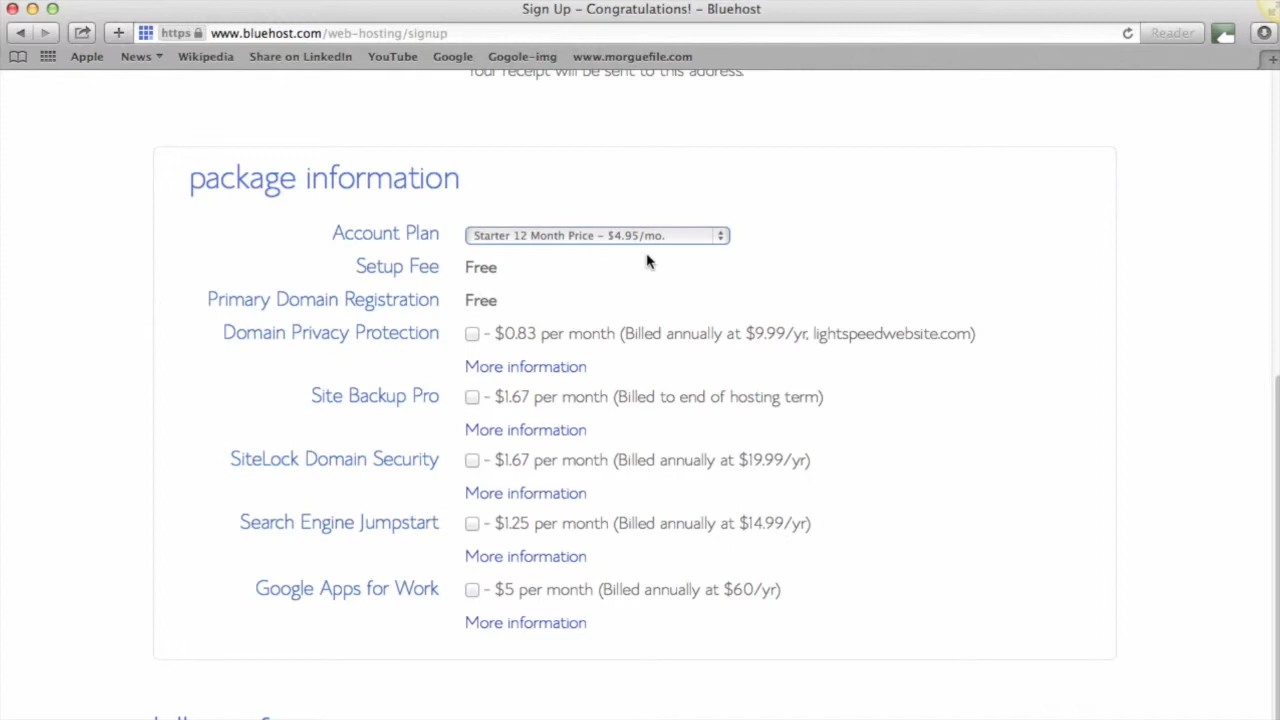 Sign Up – Congratulations! – Bluehost
https www.bluehost.com/web-hosting/signup Reader
Apple News Wikipedia Share on LinkedIn YouTube Google Gogole-img www.morguefile.com
Your receipt will be sent to this address.
package information
Account Plan Starter 12 Month Price – $4.95/mo.
Setup Fee Free
Primary Domain Registration Free
Domain Privacy Protection - $0.83 per month (Billed annually at $9.99/yr, lightspeedwebsite.com)
More information
Site Backup Pro - $1.67 per month (Billed to end of hosting term)
More information
SiteLock Domain Security - $1.67 per month (Billed annually at $19.99/yr)
More information
Search Engine Jumpstart - $1.25 per month (Billed annually at $14.99/yr)
More information
Google Apps for Work - $5 per month (Billed annually at $60/yr)
More information